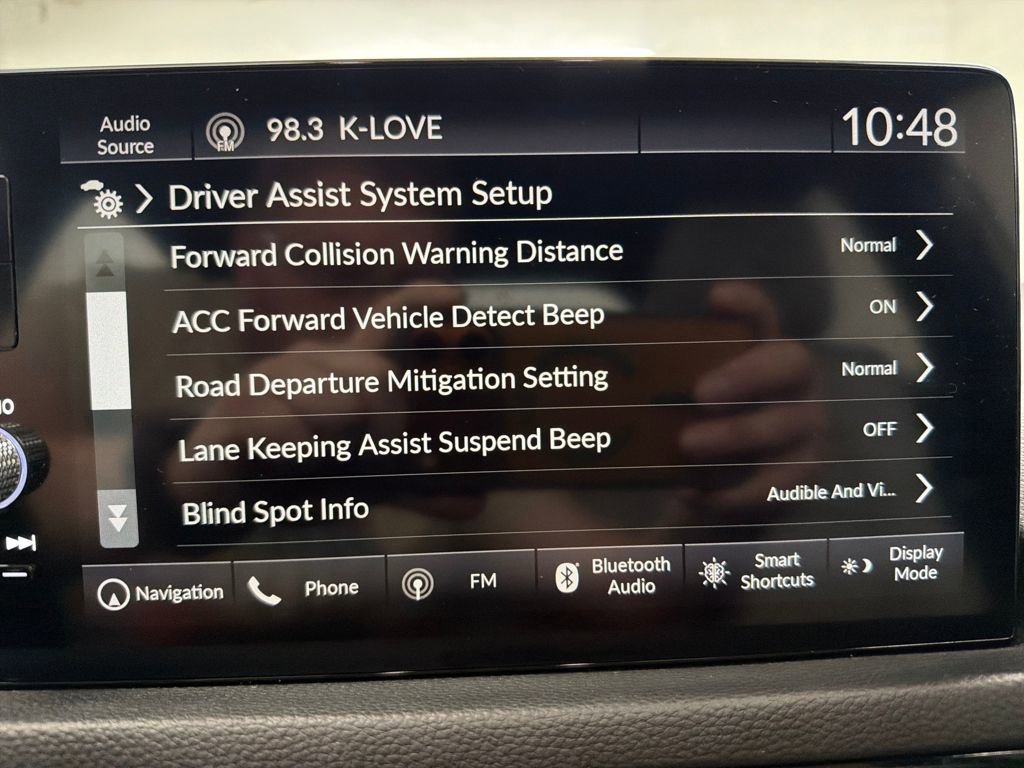 Audio
Source
FM
98.3 K-LOVE
10:48
Driver Assist System Setup
Forward Collision Warning Distance
Normal
ACC Forward Vehicle Detect Beep
ON
Road Departure Mitigation Setting
Normal
Lane Keeping Assist Suspend Beep
OFF
Blind Spot Info
Audible And Vi...
Navigation
Phone
FM
Bluetooth
Audio
Smart
Shortcuts
Display
Mode